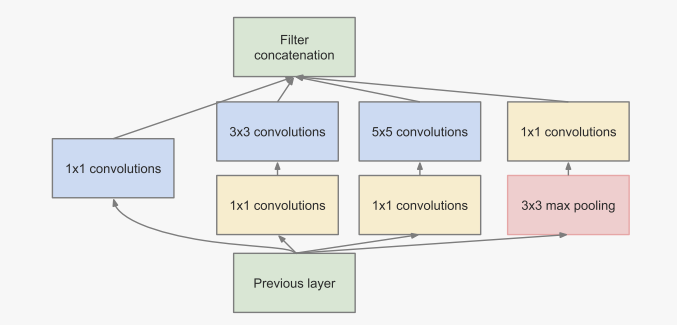 Filter
concatenation
3x3 convolutions
5x5 convolutions
1x1 convolutions
1x1 convolutions
1x1 convolutions
1x1 convolutions
3x3 max pooling
Previous layer